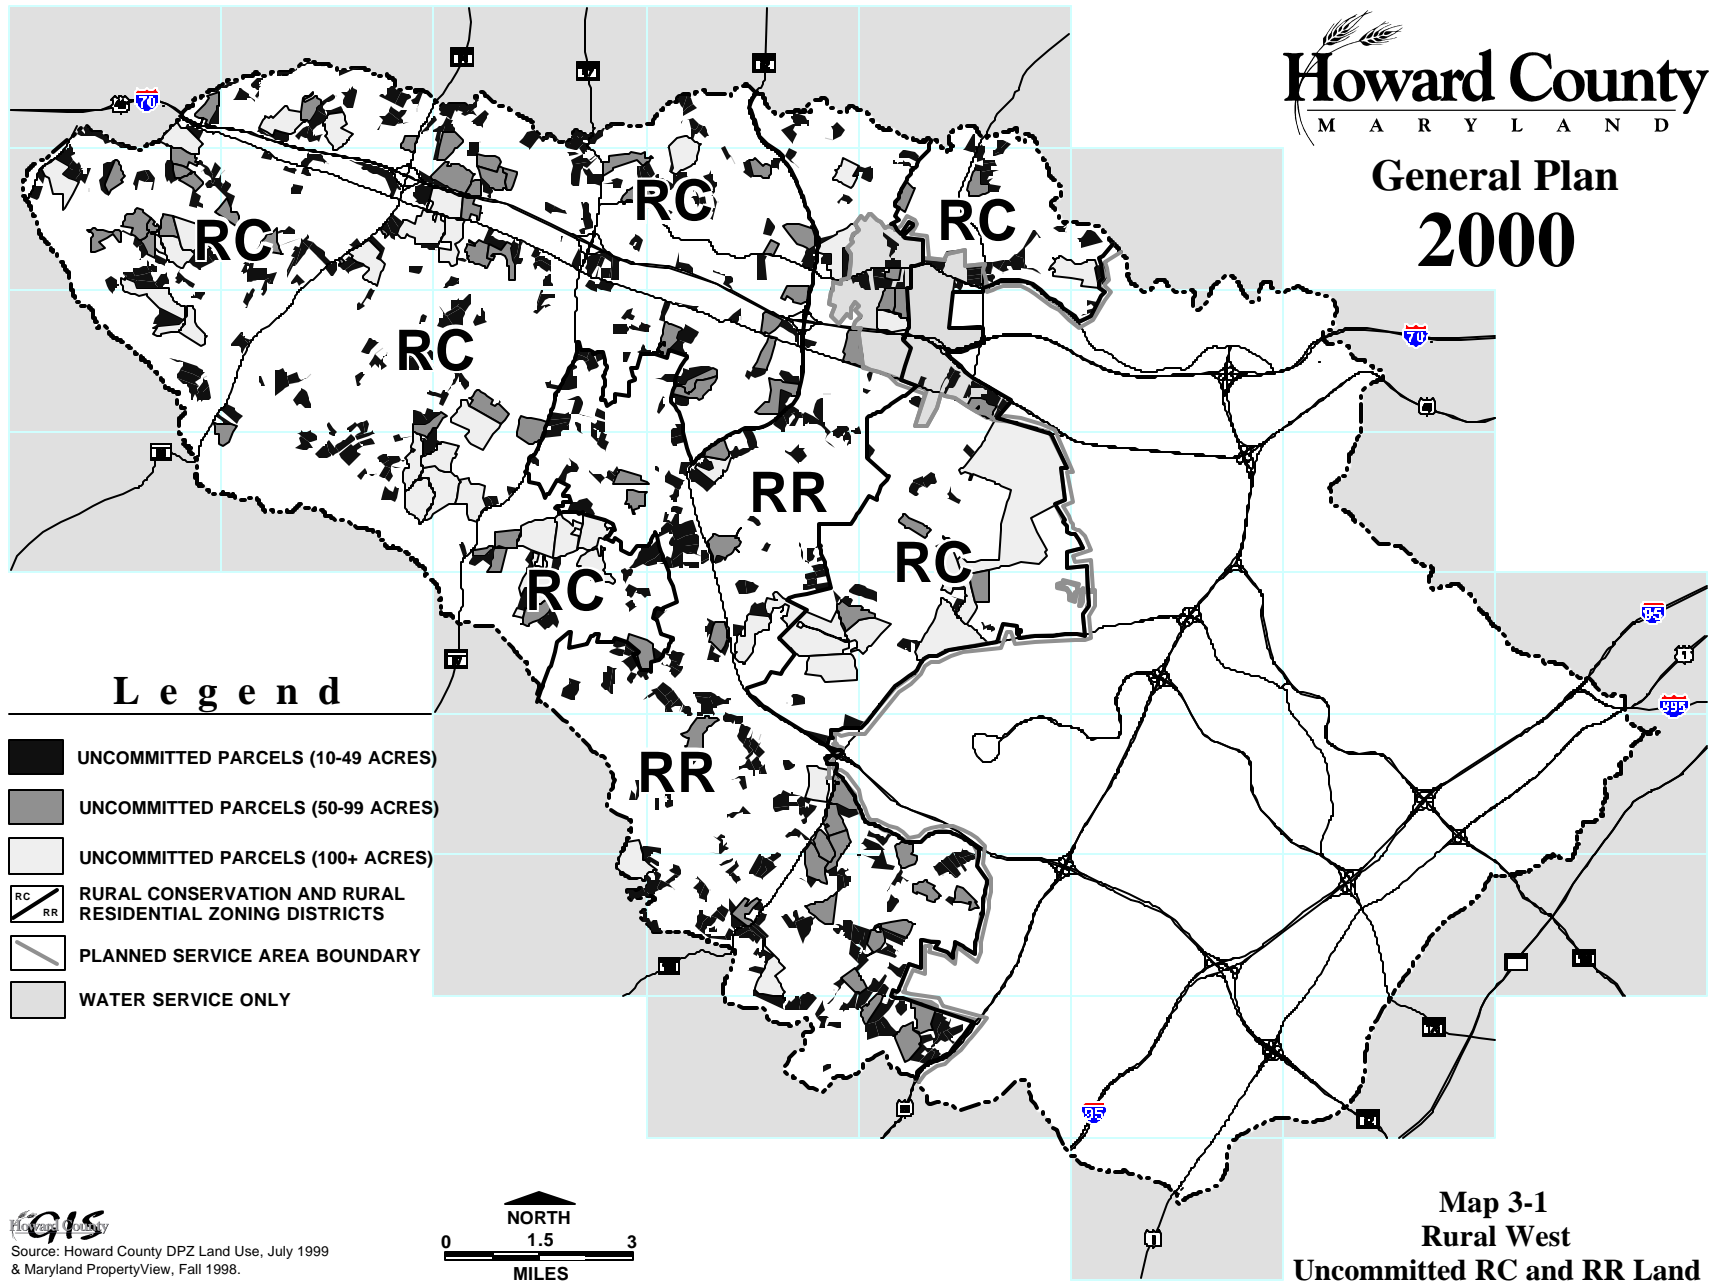 Howard County
MARYLAND
General Plan
2000
70
RC
RC
RC
RC
RC
RC
RR
RR
70
95
1
895
95
1
Legend
UNCOMMITTED PARCELS (10-49 ACRES)
UNCOMMITTED PARCELS (50-99 ACRES)
UNCOMMITTED PARCELS (100+ ACRES)
RC
RR
RURAL CONSERVATION AND RURAL
RESIDENTIAL ZONING DISTRICTS
PLANNED SERVICE AREA BOUNDARY
WATER SERVICE ONLY
Howard County
GIS
Source: Howard County DPZ Land Use, July 1999
& Maryland PropertyView, Fall 1998.
NORTH
0 1.5 3
MILES
Map 3-1
Rural West
Uncommitted RC and RR Land